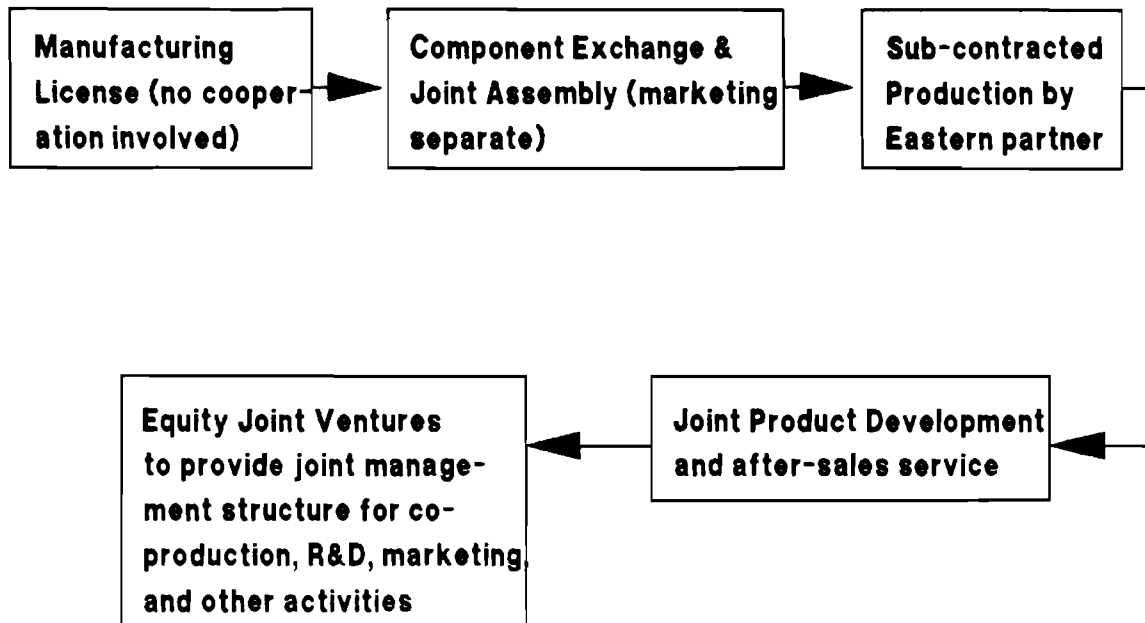 Manufacturing
License (no cooper-
ation involved)
Component Exchange &
Joint Assembly (marketing
separate)
Sub-contracted
Production by
Eastern partner
Joint Product Development
and after-sales service
Equity Joint Ventures
to provide joint manage-
ment structure for co-
production, R&D, marketing,
and other activities